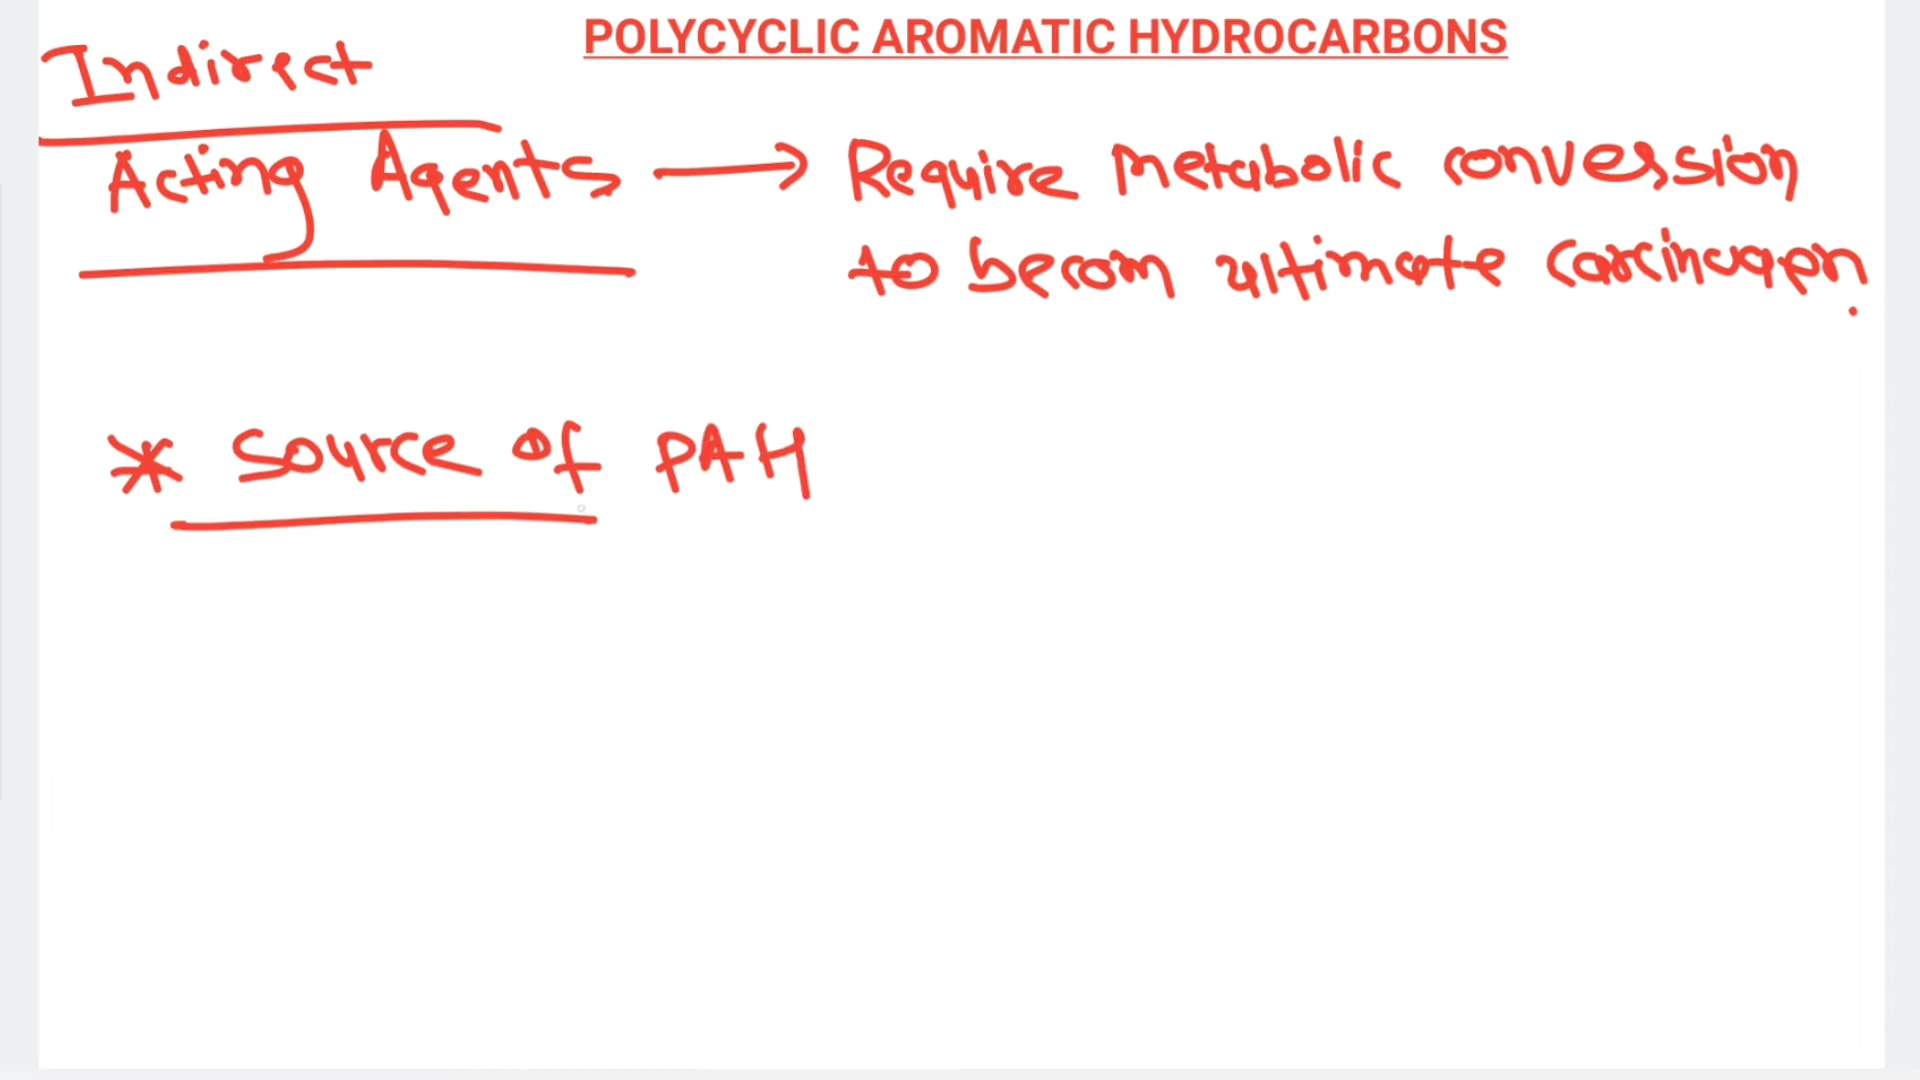 POLYCYCLIC AROMATIC HYDROCARBONS
Indirect
Acting Agents → Require Metabolic conversion
to becom ultimate carcinogen.
* Source of PAH